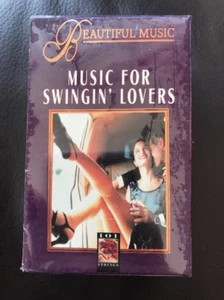 BEAUTIFUL MUSIC
MUSIC FOR
SWINGIN' LOVERS
101
STRINGS